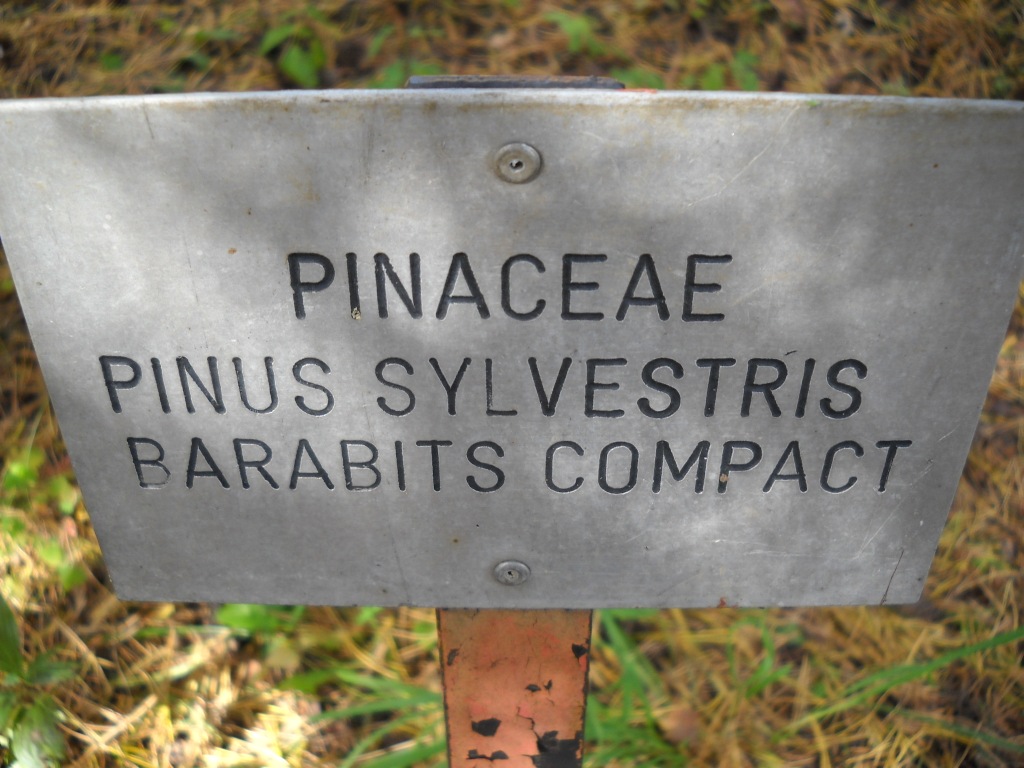 PINACEAE
PINUS SYLVESTRIS
BARABITS COMPACT